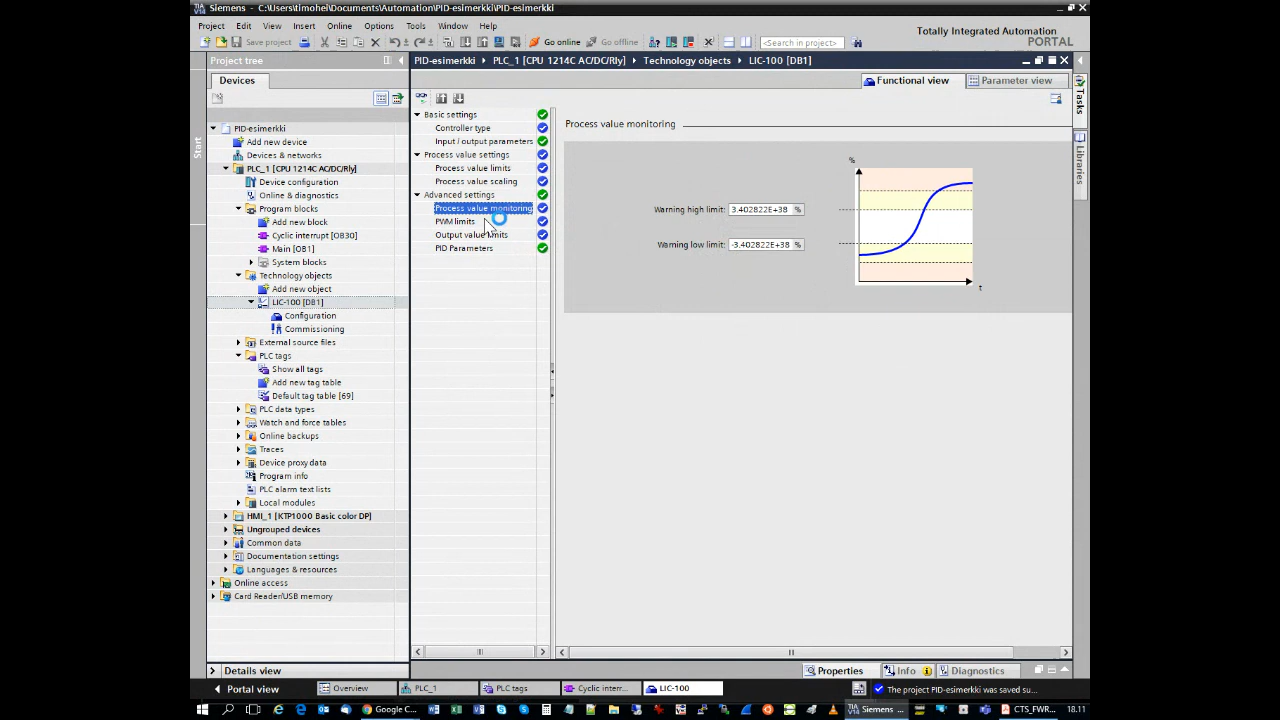 Siemens - C:\Users\timohei\Documents\Automation\PID-esimerkki\PID-esimerkki
Project Edit View Insert Online Options Tools Window Help
Totally Integrated Automation
PORTAL
Save project Go online Go offline <Search in project>
Project tree
PID-esimerkki PLC_1 [CPU 1214C AC/DC/Rly] Technology objects LIC-100 [DB1]
Devices
Functional view Parameter view
Start
Tasks
Libraries
PID-esimerkki
Add new device
Devices & networks
PLC_1 [CPU 1214C AC/DC/Rly]
Device configuration
Online & diagnostics
Program blocks
Add new block
Cyclic interrupt [OB30]
Main [OB1]
System blocks
Technology objects
Add new object
LIC-100 [DB1]
Configuration
Commissioning
External source files
PLC tags
Show all tags
Add new tag table
Default tag table [69]
PLC data types
Watch and force tables
Online backups
Traces
Device proxy data
Program info
PLC alarm text lists
Local modules
HMI_1 [KTP1000 Basic color DP]
Ungrouped devices
Common data
Documentation settings
Languages & resources
Online access
Card Reader/USB memory
Details view
Basic settings
Controller type
Input / output parameters
Process value settings
Process value limits
Process value scaling
Advanced settings
Process value monitoring
PWM limits
Output value limits
PID Parameters
Process value monitoring
%
Warning high limit: 3.402822E+38 %
Warning low limit: -3.402822E+38 %
t
Properties Info Diagnostics
Portal view Overview PLC_1 PLC tags Cyclic interr... LIC-100 The project PID-esimerkki was saved su...
Google C... Siemens ... CTS_FWR... 18.11